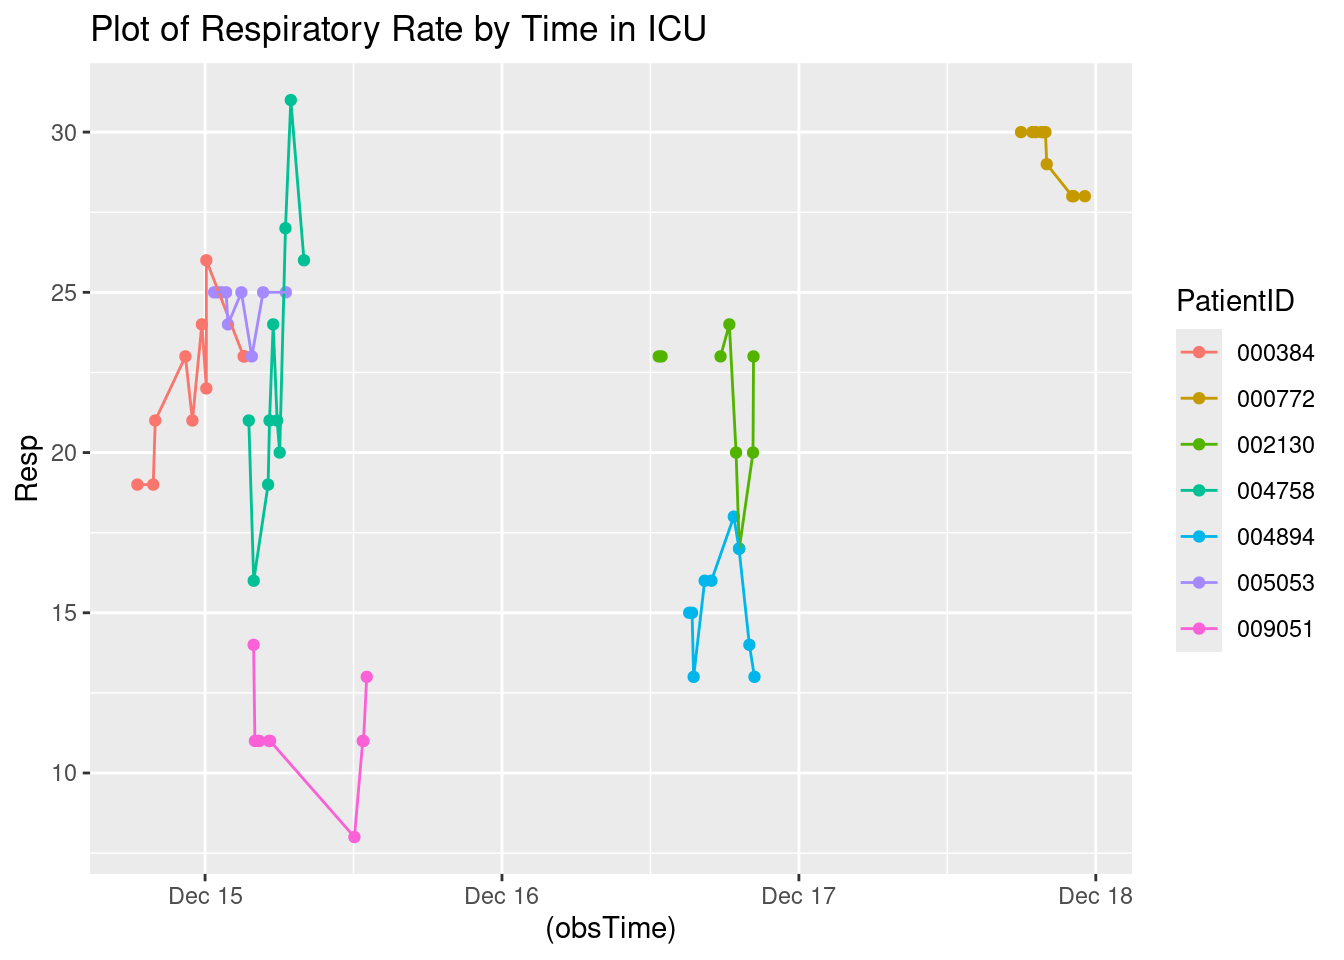 Plot of Respiratory Rate by Time in ICU
Resp
30
25
20
15
10
Dec 15
Dec 16
Dec 17
Dec 18
(obsTime)
PatientID
000384
000772
002130
004758
004894
005053
009051